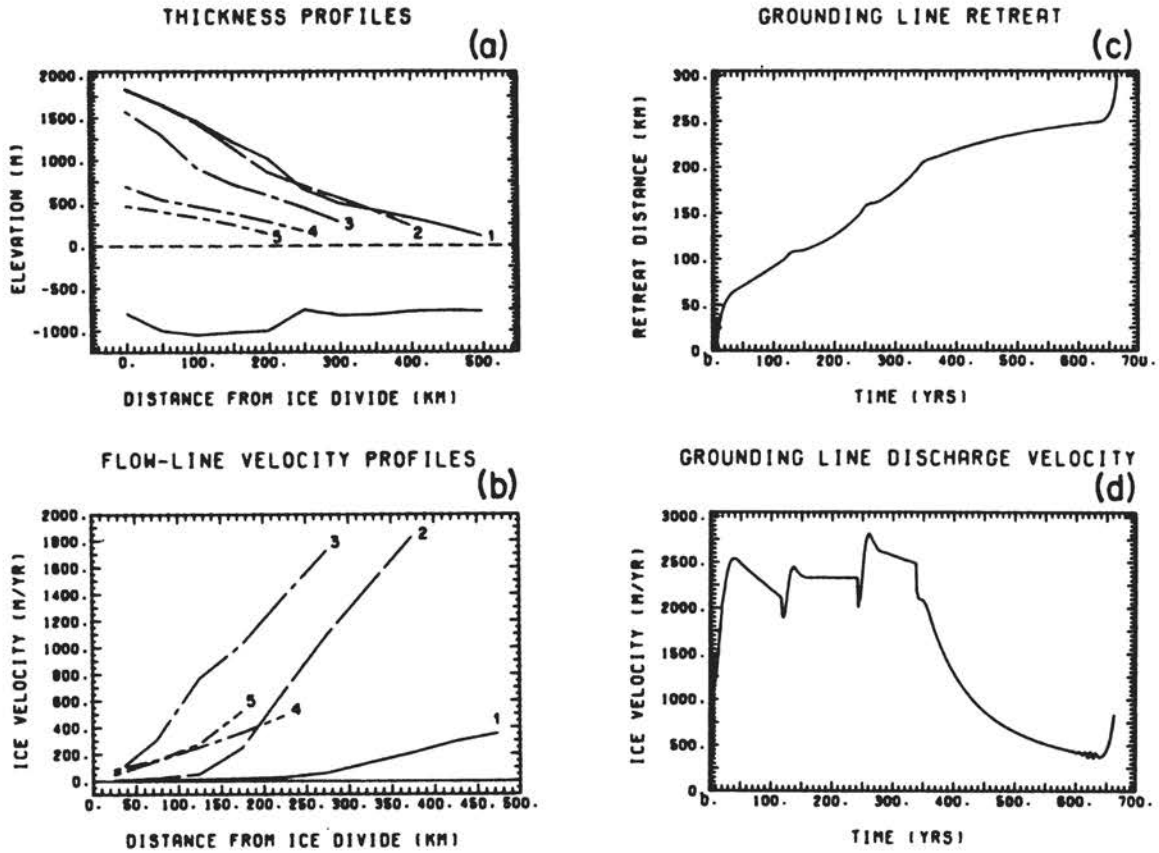 THICKNESS PROFILES
(a)
2000.
1500.
1000.
500.
0.
-500.
-1000.
ELEVATION (M)
1
2
3
4
5
0. 100. 200. 300. 400. 500.
DISTANCE FROM ICE DIVIDE (KM)
GROUNDING LINE RETREAT
(c)
300.
250.
200.
150.
100.
50.
0
RETREAT DISTANCE (KM)
0. 100. 200. 300. 400. 500. 600. 700.
TIME (YRS)
FLOW-LINE VELOCITY PROFILES
(b)
2000.
1800.
1600.
1400.
1200.
1000.
800.
600.
400.
200.
0.
ICE VELOCITY (M/YR)
3
2
5
4
1
0. 50. 100. 150. 200. 250. 300. 350. 400. 450. 500.
DISTANCE FROM ICE DIVIDE (KM)
GROUNDING LINE DISCHARGE VELOCITY
(d)
3000.
2500.
2000.
1500.
1000.
500.
0.
ICE VELOCITY (M/YR)
0. 100. 200. 300. 400. 500. 600. 700.
TIME (YRS)